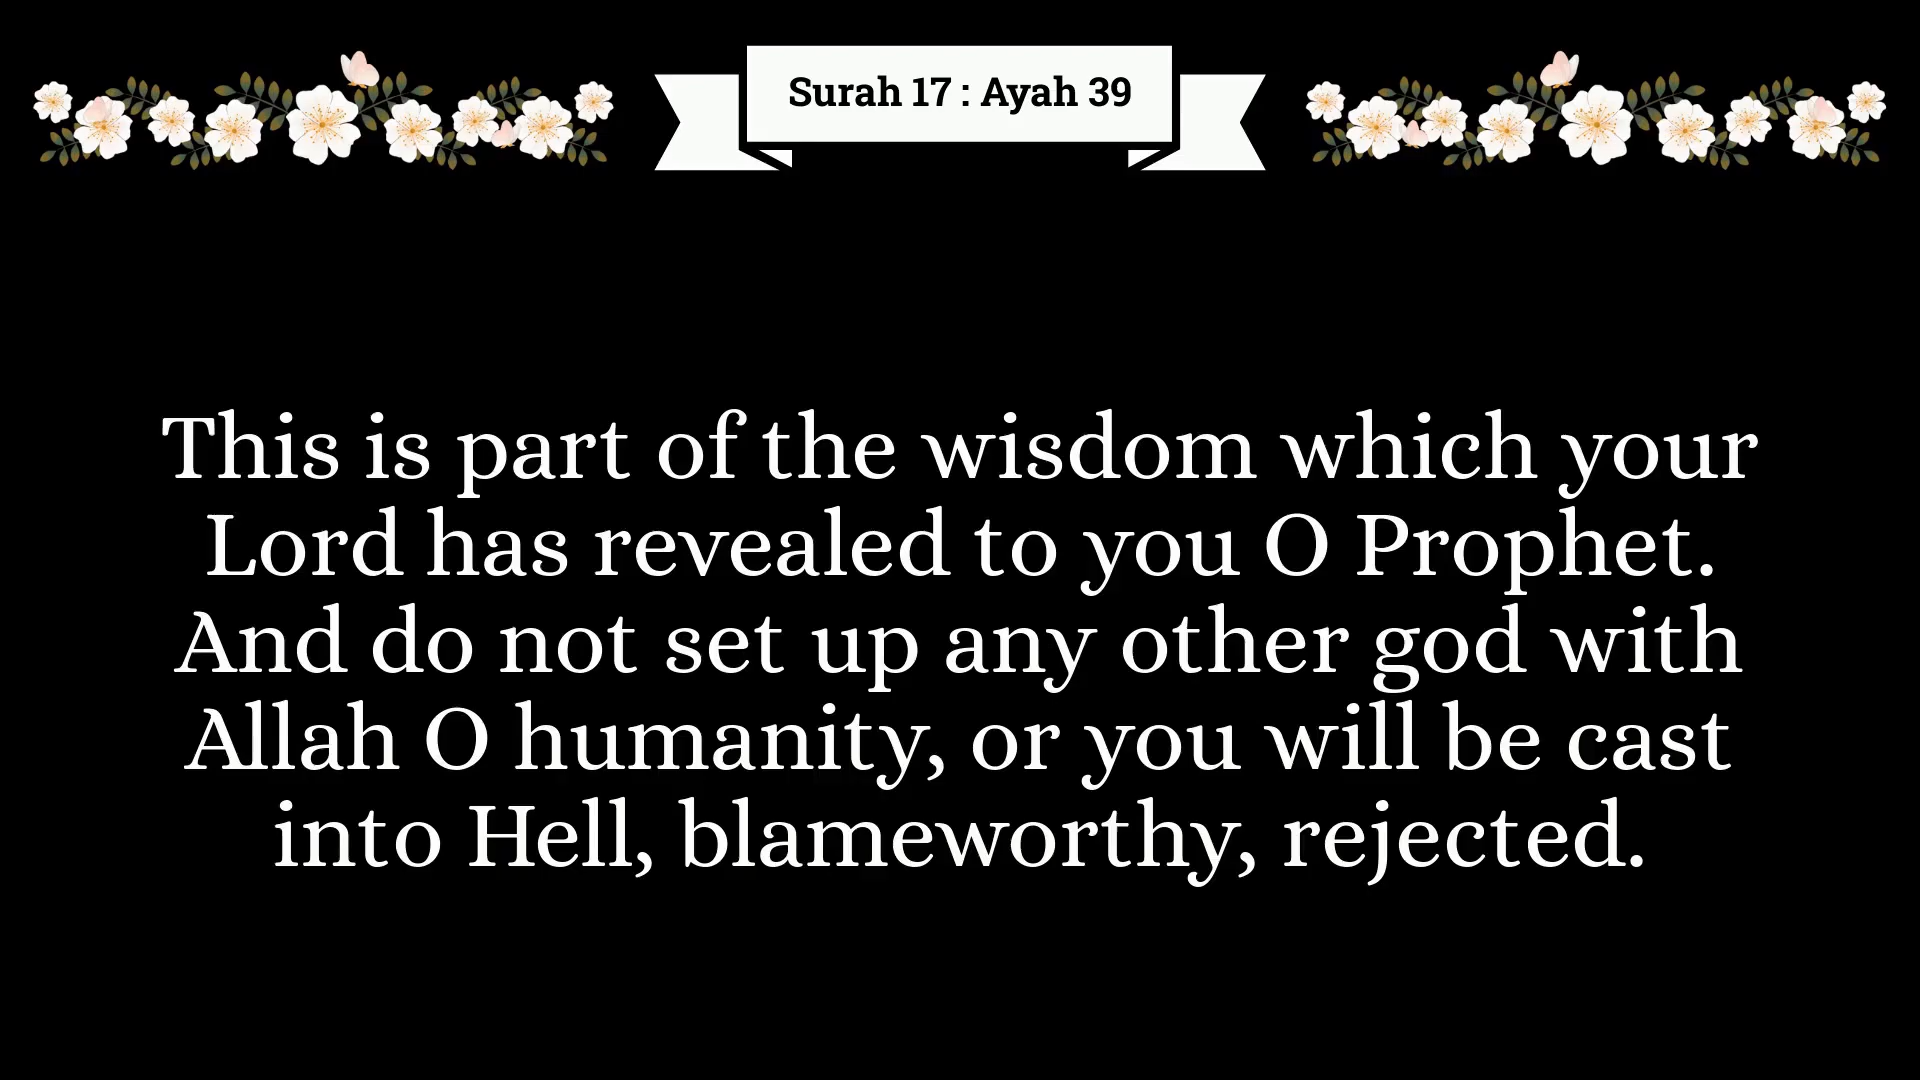 Surah 17 : Ayah 39
This is part of the wisdom which your
Lord has revealed to you O Prophet.
And do not set up any other god with
Allah O humanity, or you will be cast
into Hell, blameworthy, rejected.